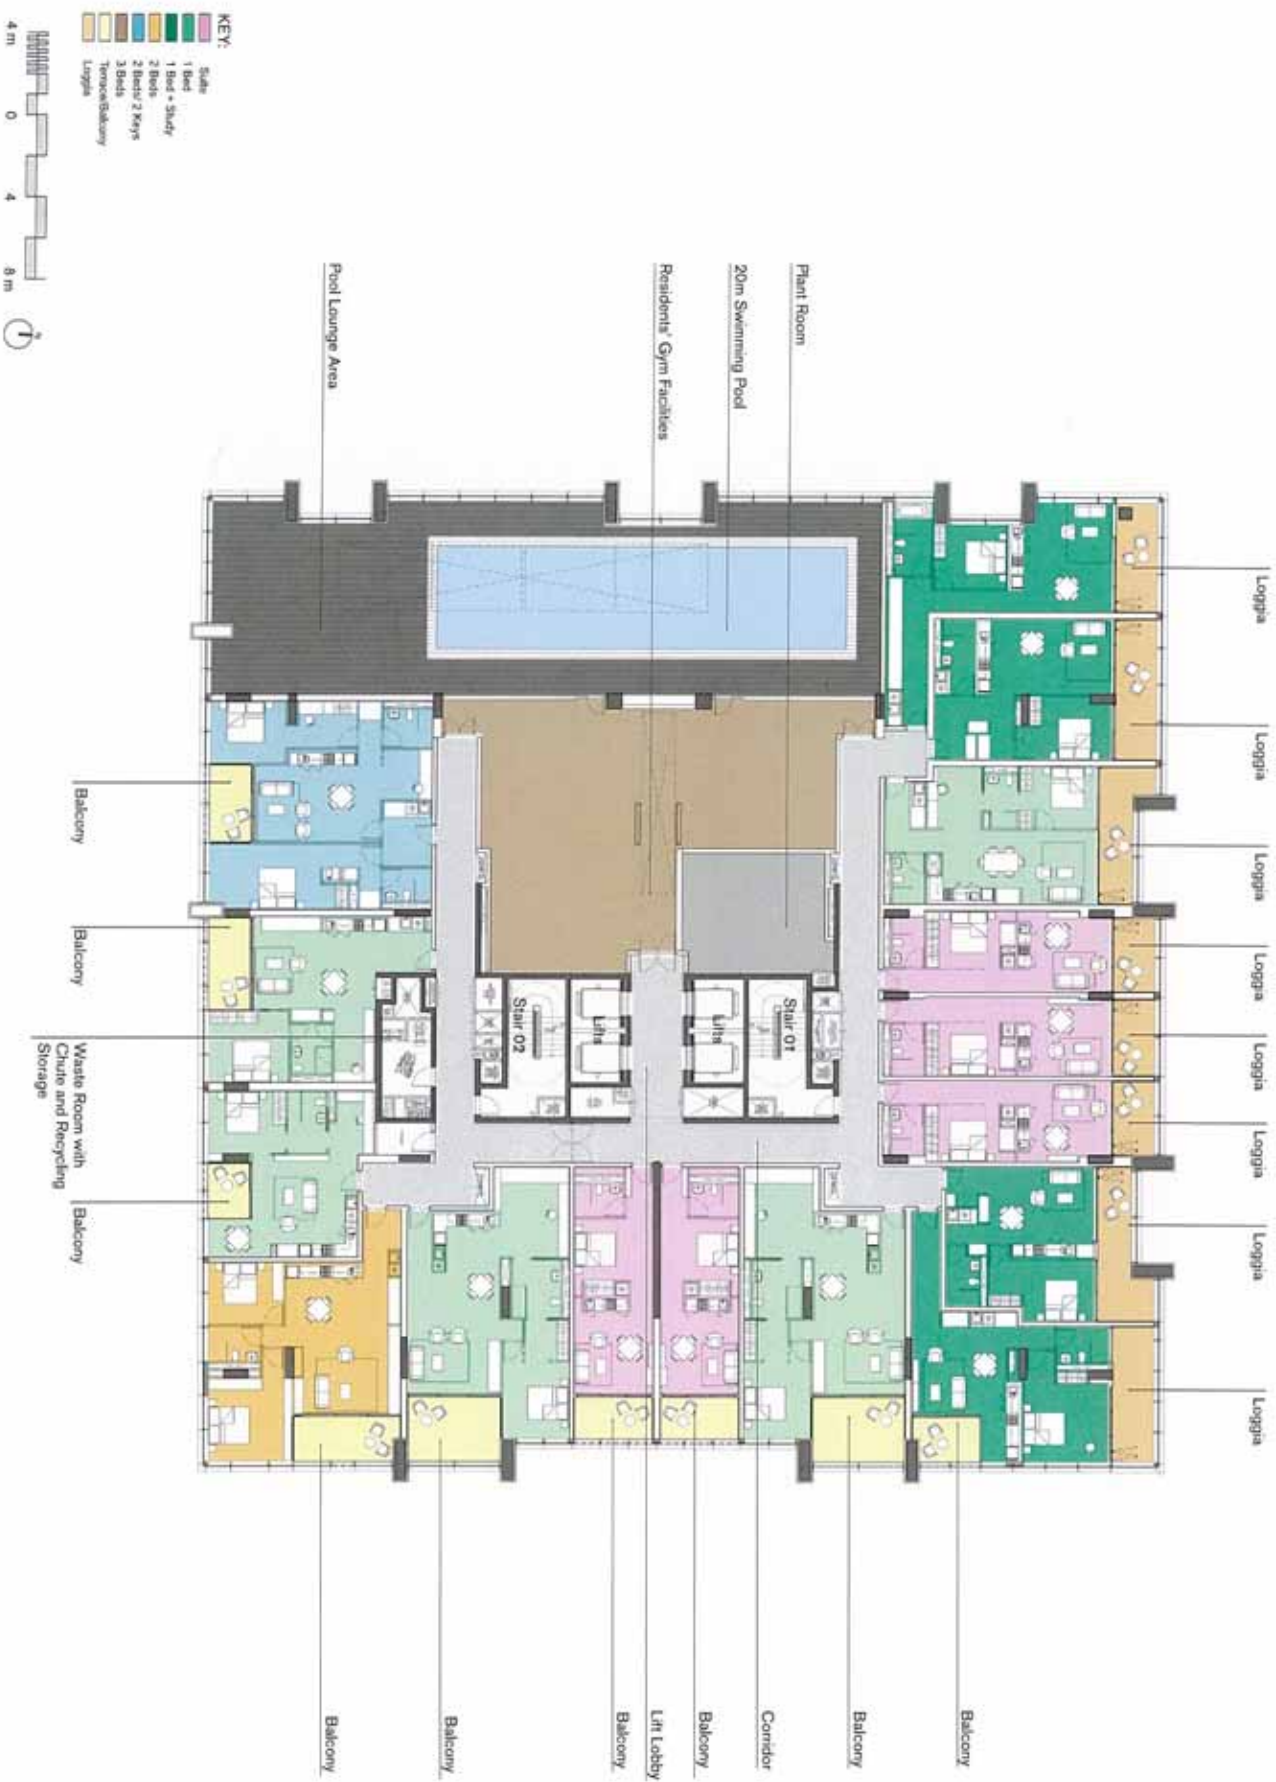 KEY:
Suite
1 Bed
1 Bed + Study
2 Beds
2 Beds/ 2 Keys
3 Beds
Terrace/Balcony
Loggia
4 m
0
4
8 m
N
Loggia
Loggia
Loggia
Loggia
Loggia
Loggia
Loggia
Loggia
Plant Room
20m Swimming Pool
Residents' Gym Facilities
Pool Lounge Area
Stair 01
Lifts
Lifts
Stair 02
Balcony
Balcony
Waste Room with
Chute and Recycling
Storage
Balcony
Balcony
Balcony
Corridor
Balcony
Lift Lobby
Balcony
Balcony
Balcony